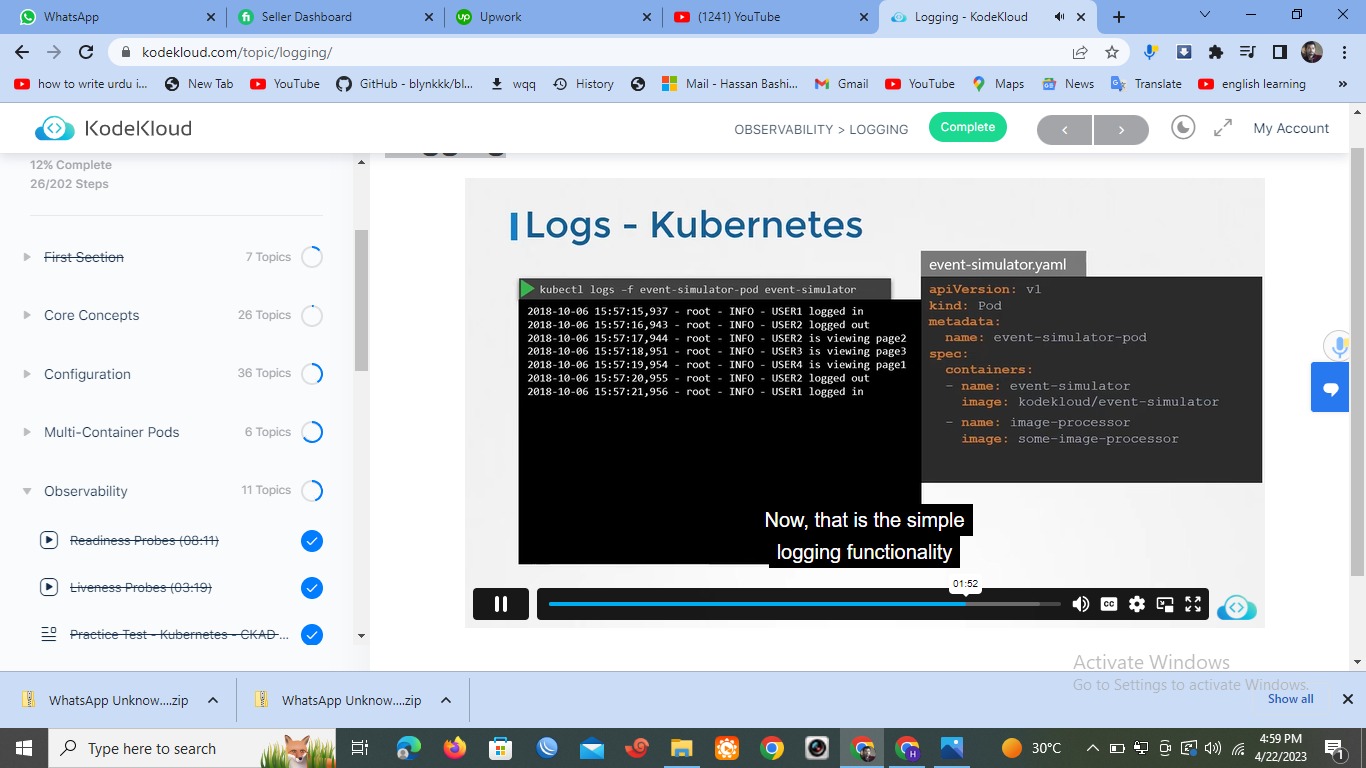 WhatsApp
Seller Dashboard
Upwork
(1241) YouTube
Logging - KodeKloud
kodekloud.com/topic/logging/
how to write urdu i...
New Tab
YouTube
GitHub - blynkkk/bl...
wqq
History
Mail - Hassan Bashi...
Gmail
YouTube
Maps
News
Translate
english learning
KodeKloud
OBSERVABILITY > LOGGING
Complete
My Account
12% Complete
26/202 Steps
First Section 7 Topics
Core Concepts 26 Topics
Configuration 36 Topics
Multi-Container Pods 6 Topics
Observability 11 Topics
Readiness Probes (08:11)
Liveness Probes (03:19)
Practice Test - Kubernetes - CKAD ...
Logs - Kubernetes
kubectl logs –f event-simulator-pod event-simulator
2018-10-06 15:57:15,937 - root - INFO - USER1 logged in
2018-10-06 15:57:16,943 - root - INFO - USER2 logged out
2018-10-06 15:57:17,944 - root - INFO - USER2 is viewing page2
2018-10-06 15:57:18,951 - root - INFO - USER3 is viewing page3
2018-10-06 15:57:19,954 - root - INFO - USER4 is viewing page1
2018-10-06 15:57:20,955 - root - INFO - USER2 logged out
2018-10-06 15:57:21,956 - root - INFO - USER1 logged in
event-simulator.yaml
apiVersion: v1
kind: Pod
metadata:
name: event-simulator-pod
spec:
containers:
- name: event-simulator
image: kodekloud/event-simulator
- name: image-processor
image: some-image-processor
Now, that is the simple
logging functionality
01:52
CC
Activate Windows
Go to Settings to activate Windows.
WhatsApp Unknow....zip
WhatsApp Unknow....zip
Show all
Type here to search
30°C
4:59 PM
4/22/2023
1